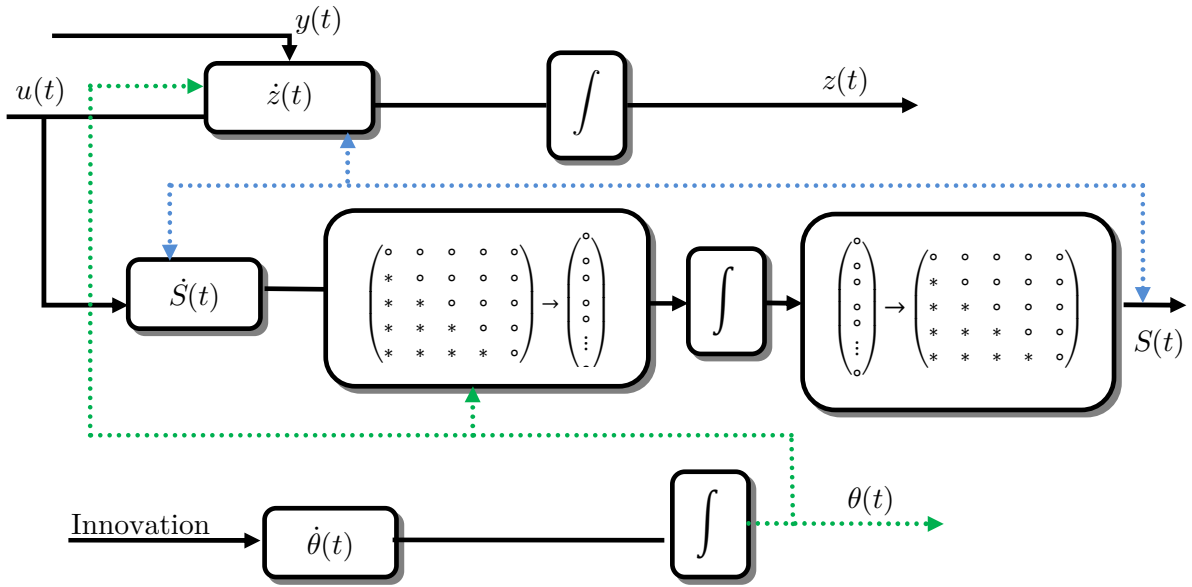 y(t)
u(t)
ż(t)
∫
z(t)
Ṡ(t)
∘ ∘ ∘ ∘ ∘
∗ ∘ ∘ ∘ ∘
∗ ∗ ∘ ∘ ∘
∗ ∗ ∗ ∘ ∘
∗ ∗ ∗ ∗ ∘
→
∘
∘
∘
∘
∘
⋮
∘
∫
∘
∘
∘
∘
∘
⋮
∘
→
∘ ∘ ∘ ∘ ∘
∗ ∘ ∘ ∘ ∘
∗ ∗ ∘ ∘ ∘
∗ ∗ ∗ ∘ ∘
∗ ∗ ∗ ∗ ∘
S(t)
Innovation
θ̇(t)
∫
θ(t)